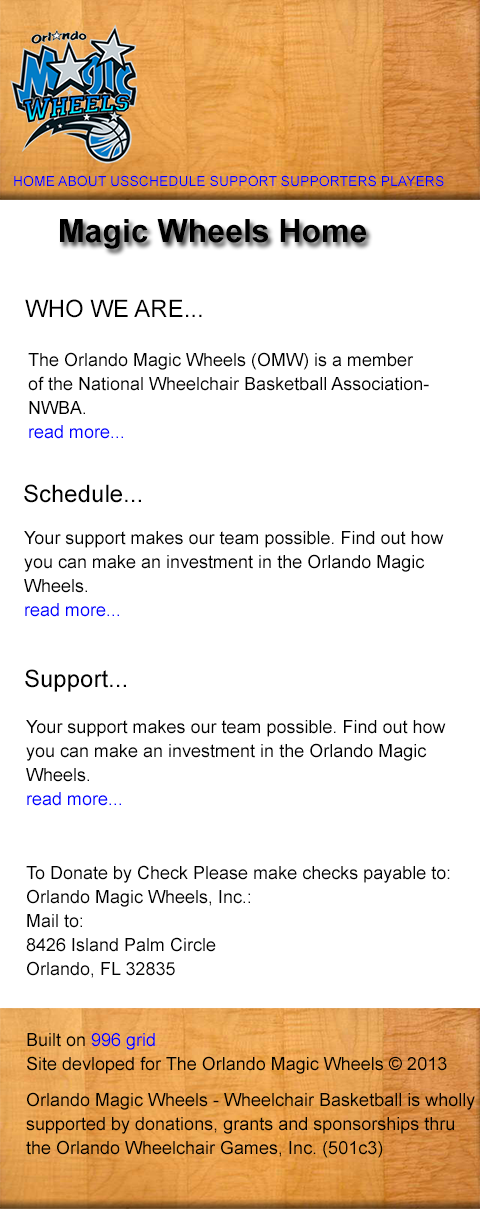 Orlando
Magic
Wheels
HOME ABOUT USSCHEDULE SUPPORT SUPPORTERS PLAYERS
Magic Wheels Home
WHO WE ARE...
The Orlando Magic Wheels (OMW) is a member
of the National Wheelchair Basketball Association-
NWBA.
read more...
Schedule...
Your support makes our team possible. Find out how
you can make an investment in the Orlando Magic
Wheels.
read more...
Support...
Your support makes our team possible. Find out how
you can make an investment in the Orlando Magic
Wheels.
read more...
To Donate by Check Please make checks payable to:
Orlando Magic Wheels, Inc.:
Mail to:
8426 Island Palm Circle
Orlando, FL 32835
Built on 996 grid
Site devloped for The Orlando Magic Wheels © 2013
Orlando Magic Wheels - Wheelchair Basketball is wholly
supported by donations, grants and sponsorships thru
the Orlando Wheelchair Games, Inc. (501c3)